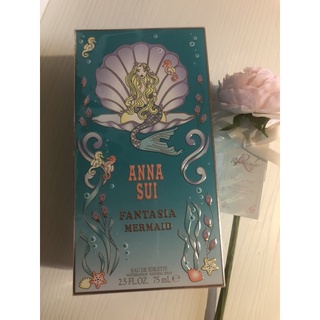 ANNA
SUI
FANTASIA
MERMAID
EAU DE TOILETTE
2.5 FL.OZ. 75 mL e